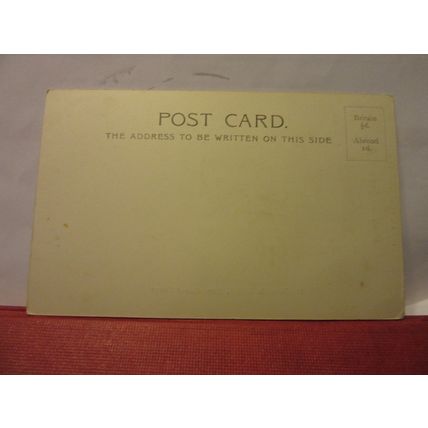 POST CARD.
THE ADDRESS TO BE WRITTEN ON THIS SIDE
Britain
½d.
Abroad
1d.